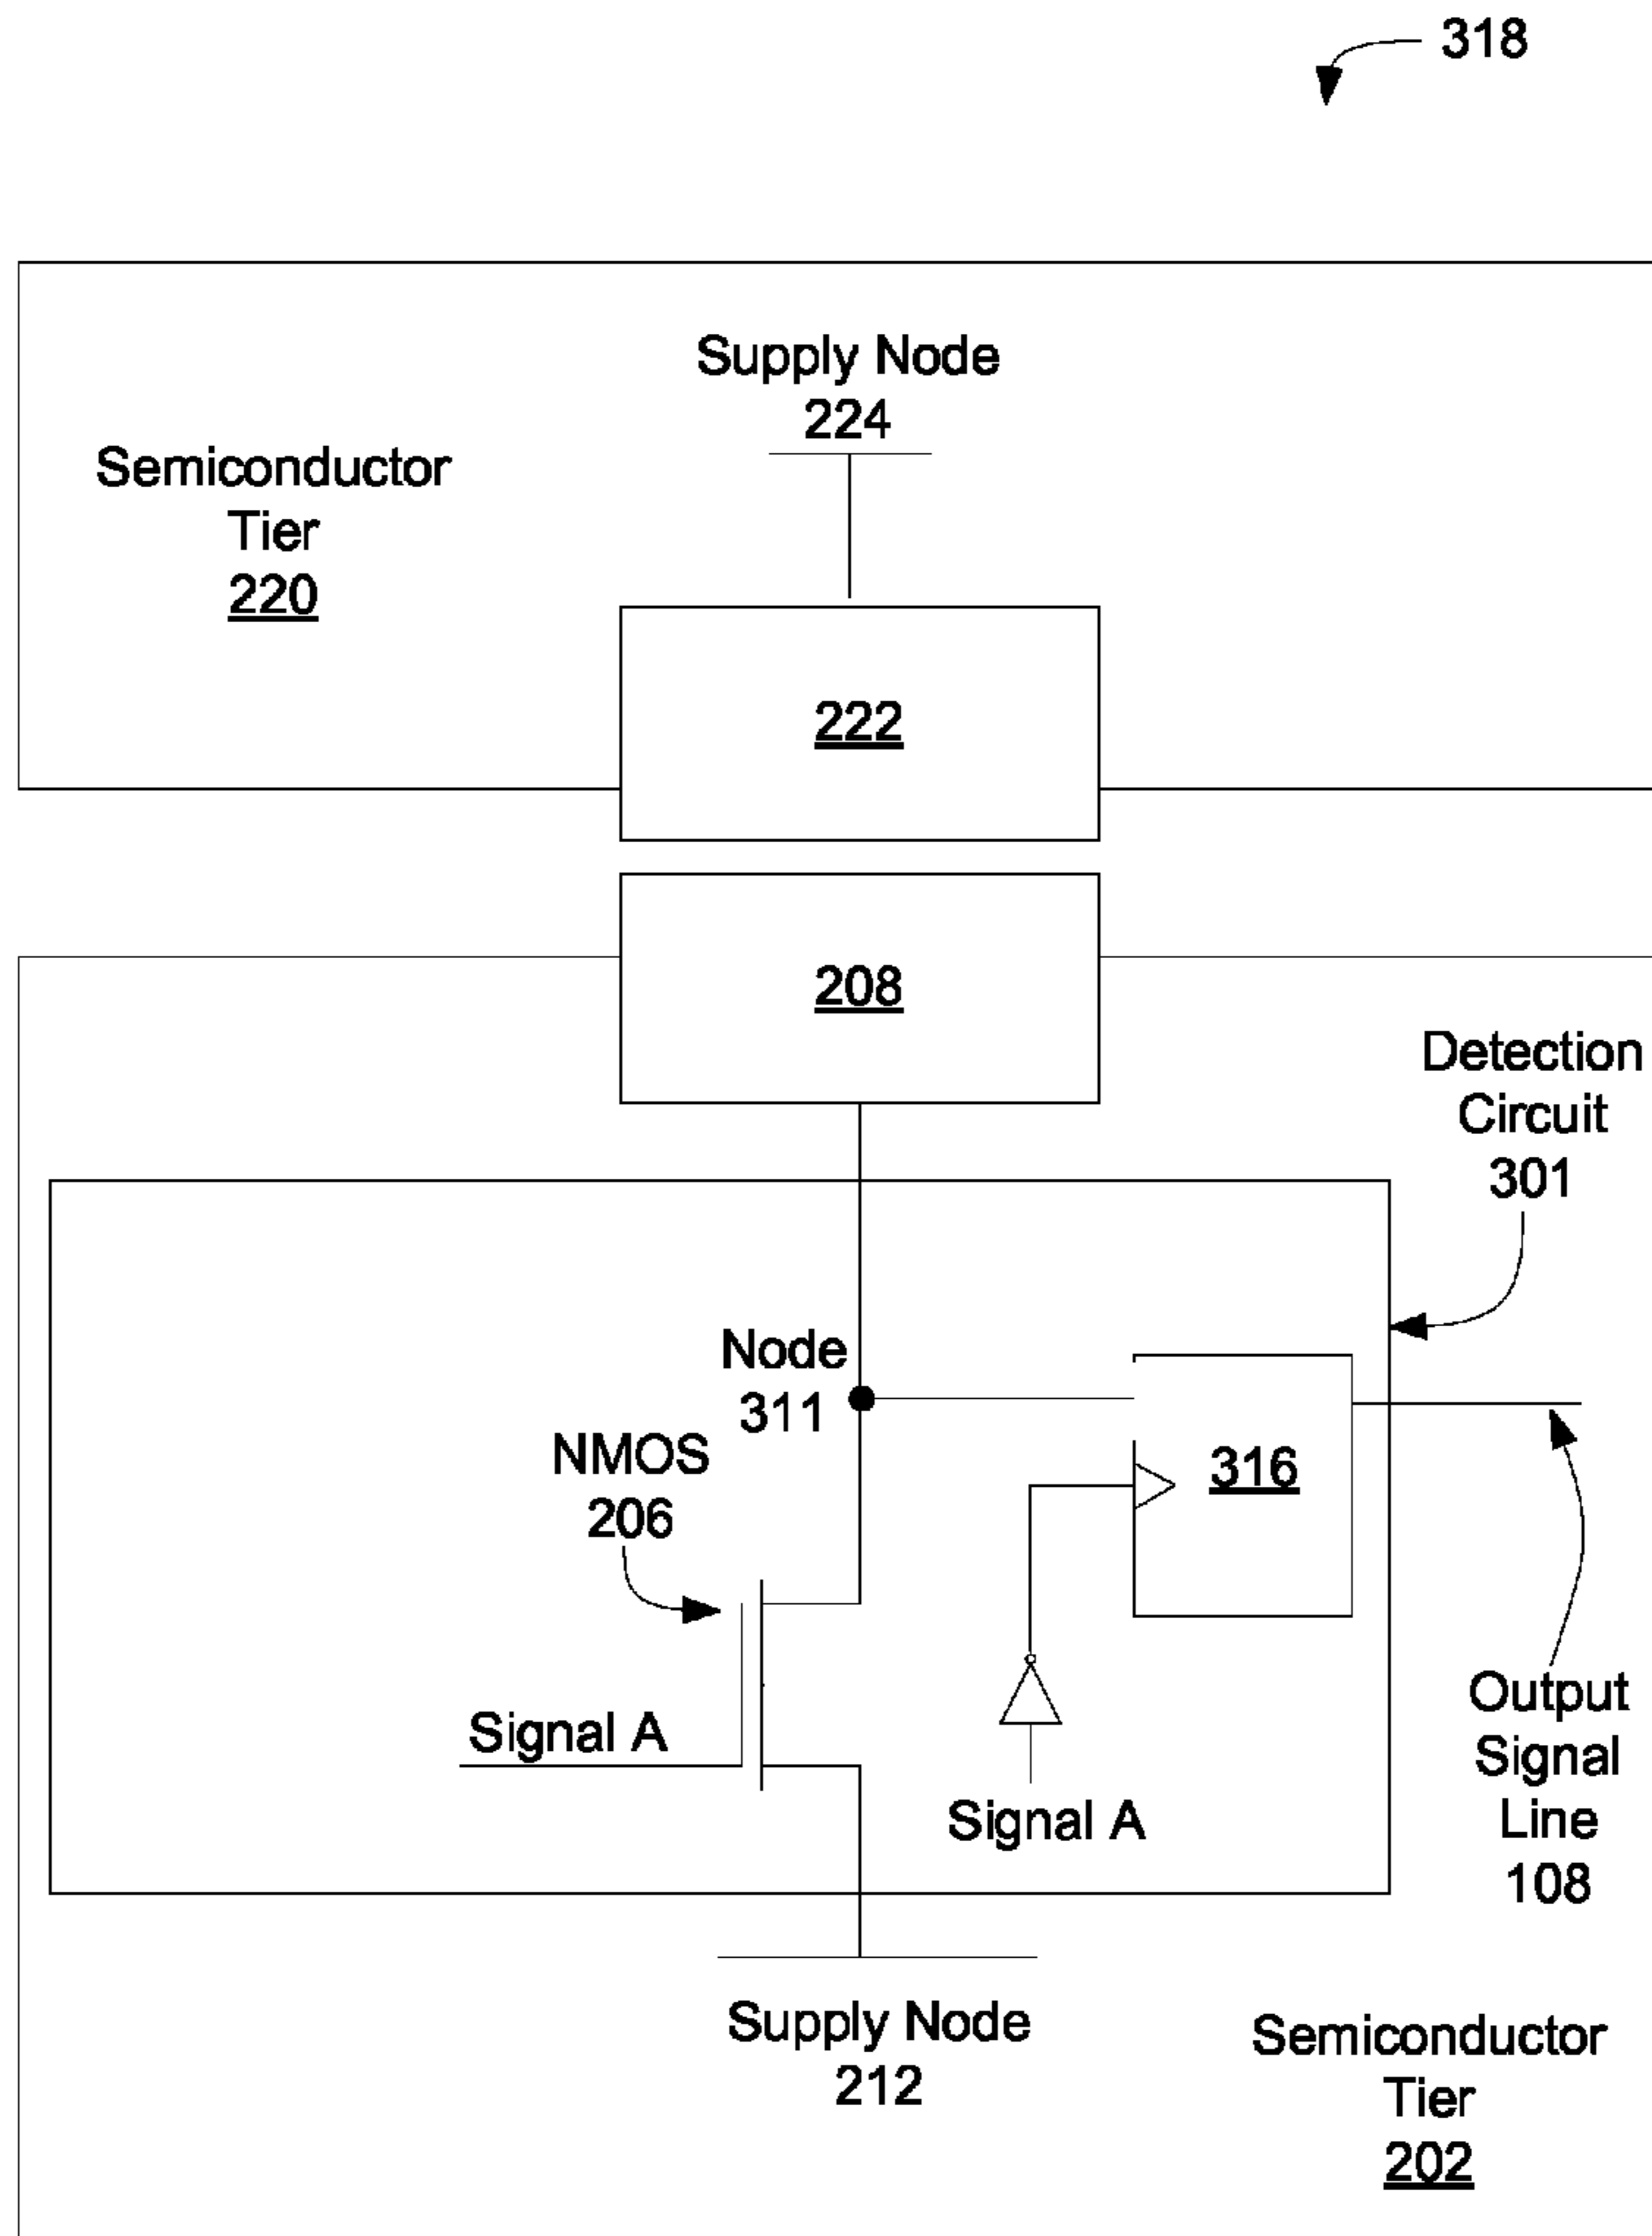 318
Supply Node
224
Semiconductor
Tier
220
222
208
Detection
Circuit
301
Node
311
NMOS
206
316
Signal A
Signal A
Output
Signal
Line
108
Supply Node
212
Semiconductor
Tier
202